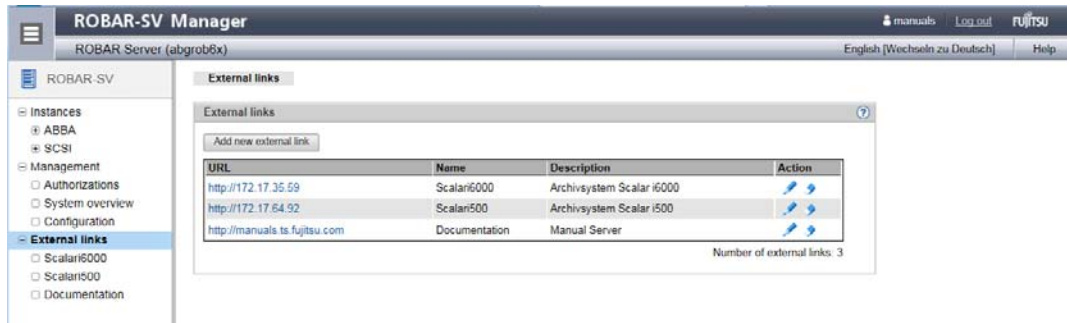 ROBAR-SV Manager
manuals Log out FUJITSU
ROBAR Server (abgrob6x)
English [Wechseln zu Deutsch] Help
ROBAR-SV
Instances
ABBA
SCSI
Management
Authorizations
System overview
Configuration
External links
Scalari6000
Scalari500
Documentation
External links
External links
Add new external link
URL Name Description Action
http://172.17.35.59 Scalari6000 Archivsystem Scalar i6000
http://172.17.64.92 Scalari500 Archivsystem Scalar i500
http://manuals.ts.fujitsu.com Documentation Manual Server
Number of external links: 3